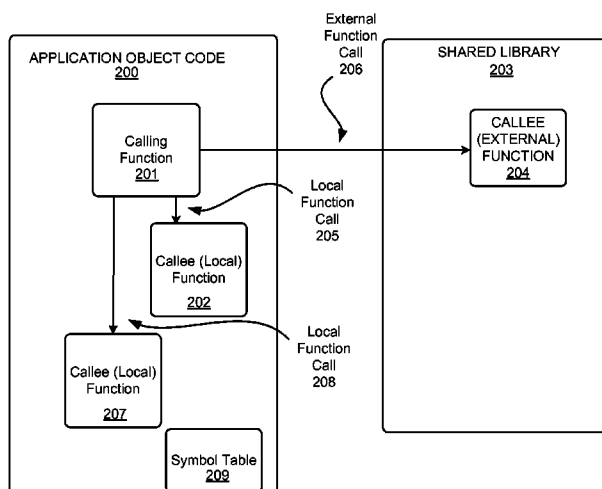 External
Function
Call
206
APPLICATION OBJECT CODE
200
SHARED LIBRARY
203
Calling
Function
201
CALLEE
(EXTERNAL)
FUNCTION
204
Local
Function
Call
205
Callee (Local)
Function
202
Local
Function
Call
208
Callee (Local)
Function
207
Symbol Table
209